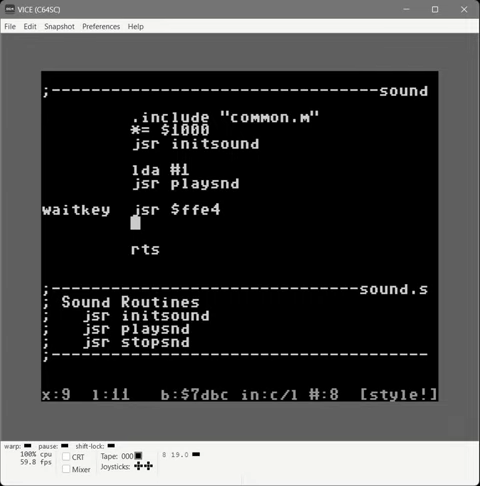 VICE (C64SC)
File Edit Snapshot Preferences Help
;---------------------------------sound
.include "common.m"
*= $1000
jsr initsound
lda #1
jsr playsnd
waitkey jsr $ffe4
rts
;-------------------------------sound.s
; Sound Routines
; jsr initsound
; jsr playsnd
; jsr stopsnd
;--------------------------------------
x:9 l:11 b:$7dbc in:c/l #:8 [style!]
warp: pause: shift-lock:
100% cpu CRT Tape: 000 8 19.0
59.8 fps Mixer Joysticks: